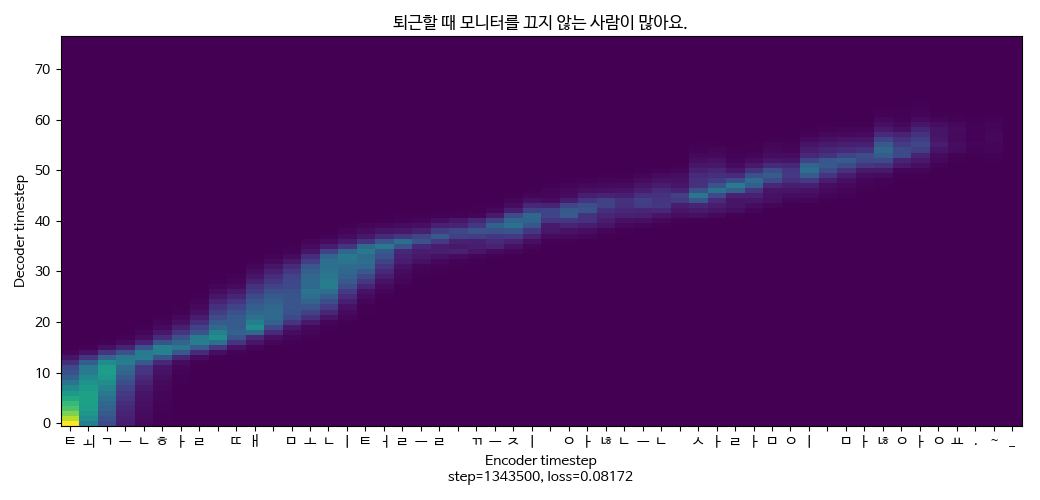 퇴근할 때 모니터를 끄지 않는 사람이 많아요.
70
60
50
40
30
20
10
0
Decoder timestep
ㅌ ㅚ ㄱ ㅡ ㄴ ㅎ ㅏ ㄹ ㄸ ㅐ ㅁ ㅗ ㄴ ㅣ ㅌ ㅓ ㄹ ㅡ ㄹ ㄲ ㅡ ㅈ ㅣ ㅇ ㅏ ㄶ ㄴ ㅡ ㄴ ㅅ ㅏ ㄹ ㅏ ㅁ ㅇ ㅣ ㅁ ㅏ ㄶ ㅇ ㅏ ㅇ ㅛ . ~ _
Encoder timestep
step=1343500, loss=0.08172